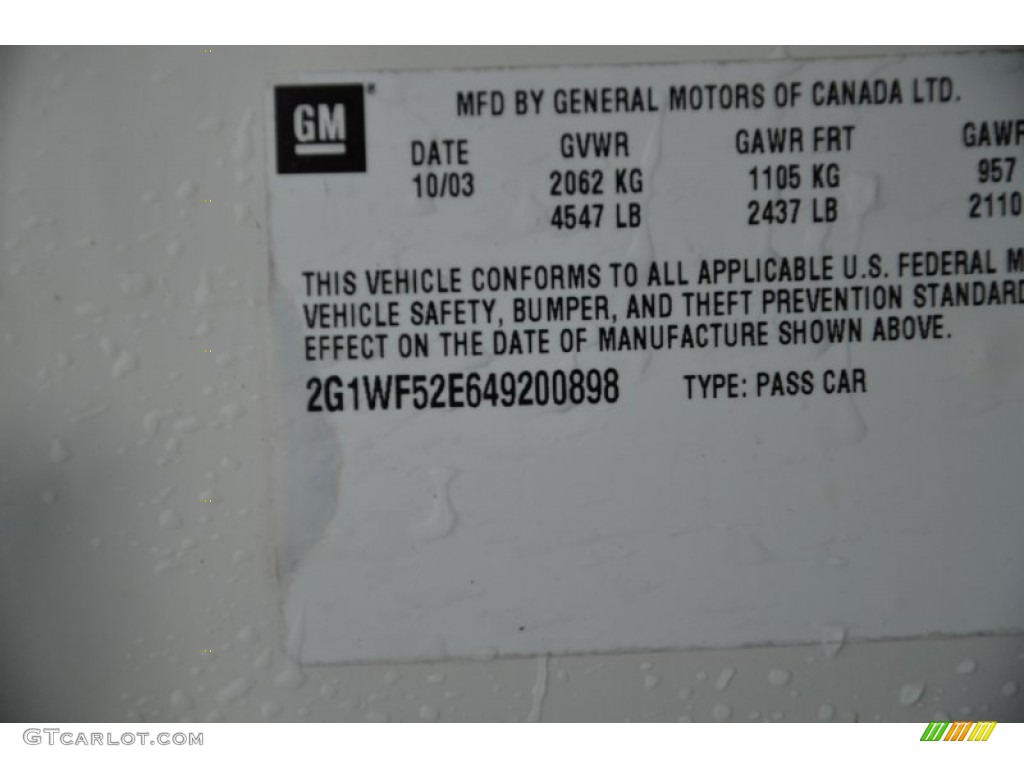 GM®
MFD BY GENERAL MOTORS OF CANADA LTD.
DATE GVWR GAWR FRT GAWR
10/03 2062 KG 1105 KG 957
4547 LB 2437 LB 2110
THIS VEHICLE CONFORMS TO ALL APPLICABLE U.S. FEDERAL M
VEHICLE SAFETY, BUMPER, AND THEFT PREVENTION STANDARD
EFFECT ON THE DATE OF MANUFACTURE SHOWN ABOVE.
2G1WF52E649200898 TYPE: PASS CAR
GTCARLOT.COM